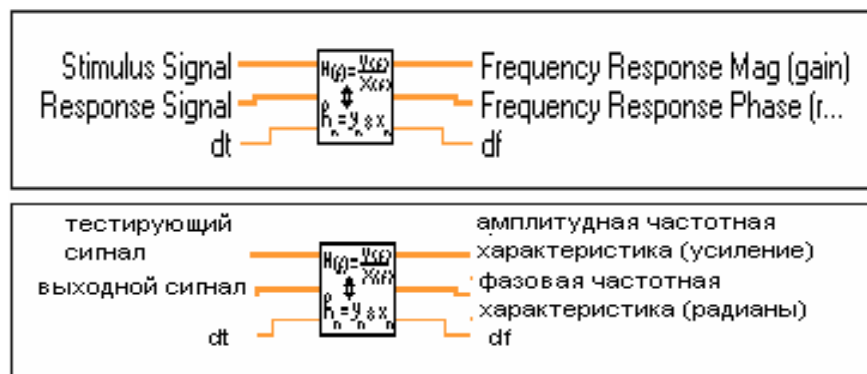 Stimulus Signal
Response Signal
dt
H(f)=Y(f)/X(f)
Frequency Response Mag (gain)
Frequency Response Phase (r...
df
тестирующий
сигнал
выходной сигнал
dt
H(f)=Y(f)/X(f)
амплитудная частотная
характеристика (усиление)
фазовая частотная
характеристика (радианы)
df